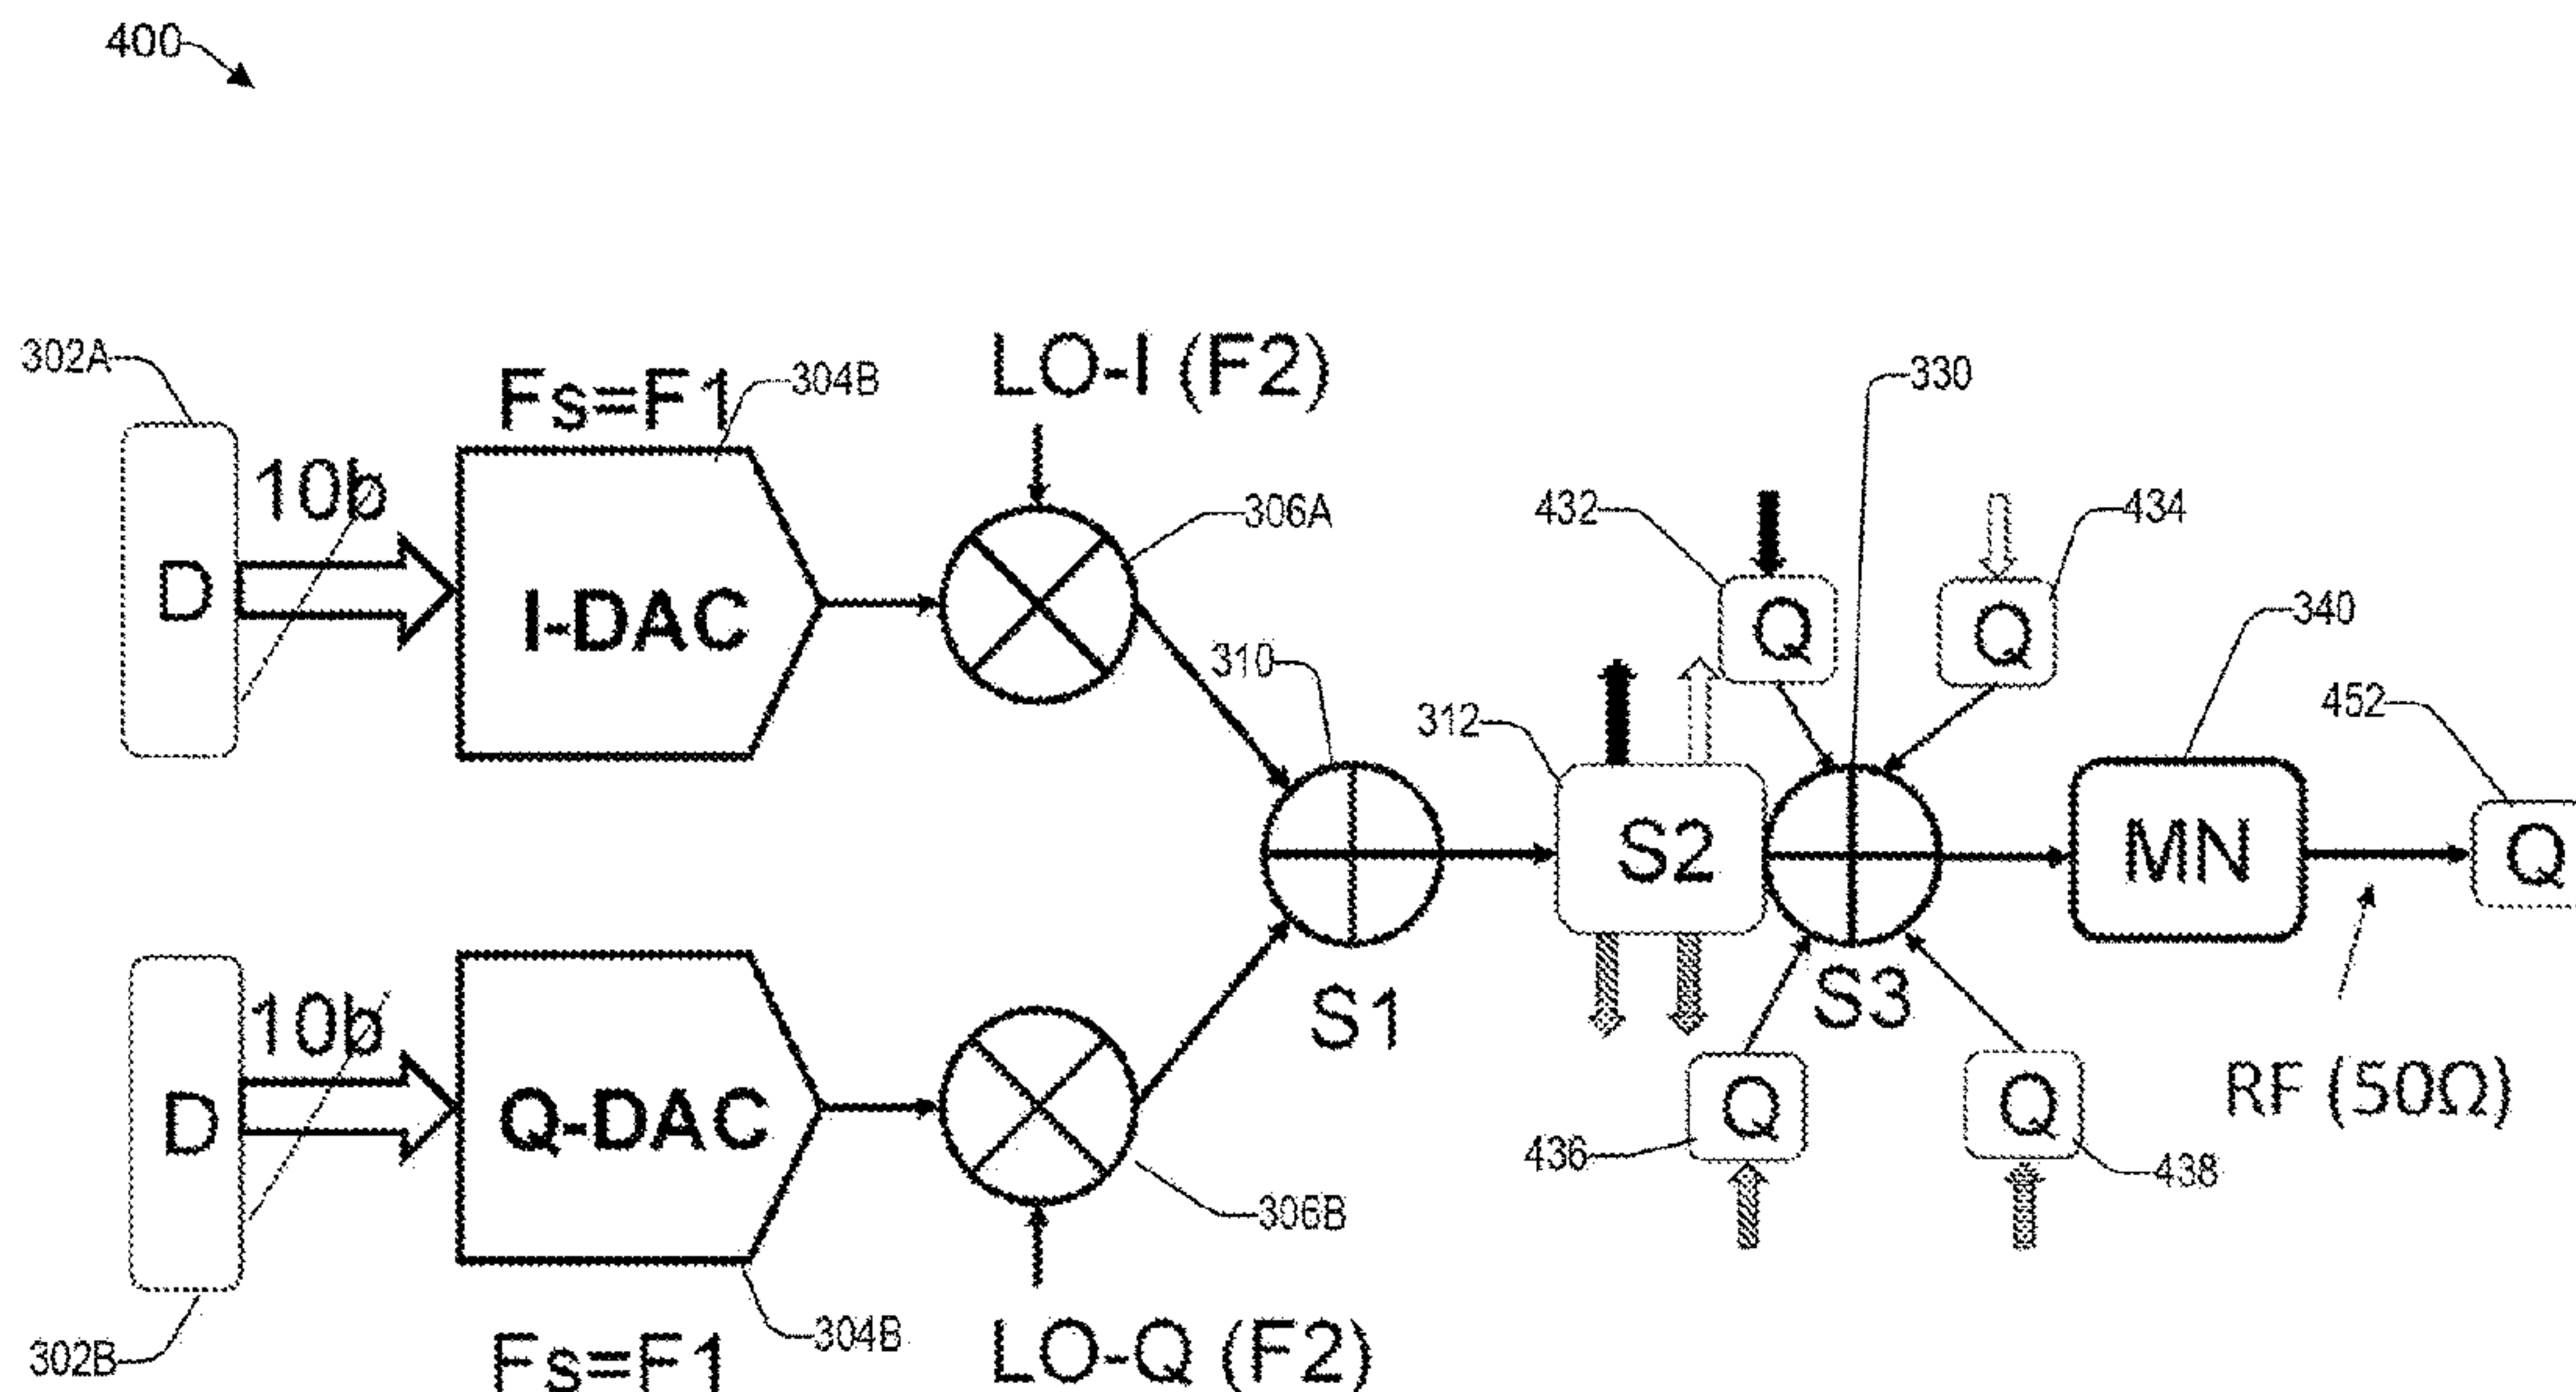 400
302A
Fs=F1
304B
LO-I (F2)
330
10b
306A
432
434
D
I-DAC
Q
Q
340
310
452
312
S2
MN
Q
S1
S3
10b
D
Q-DAC
Q
Q
RF (50Ω)
436
438
306B
302B
Fs=F1
304B
LO-Q (F2)